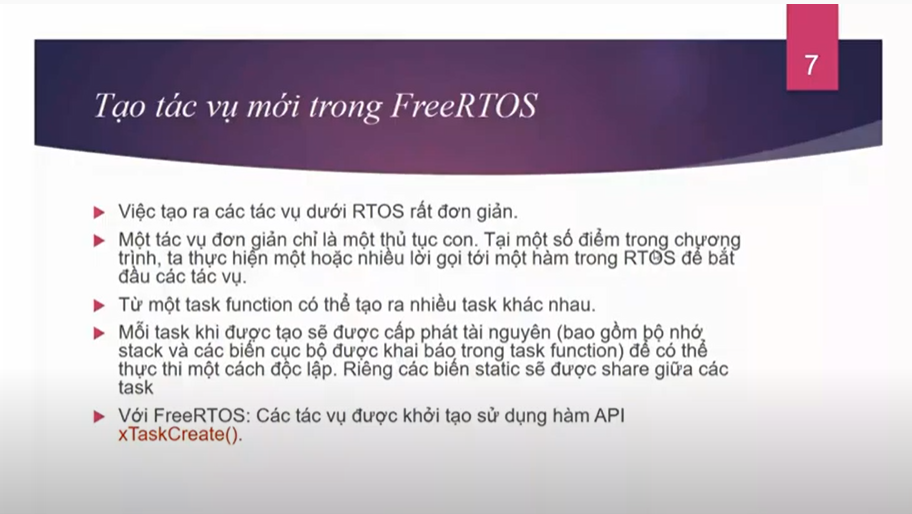 7
Tạo tác vụ mới trong FreeRTOS
Việc tạo ra các tác vụ dưới RTOS rất đơn giản.
Một tác vụ đơn giản chỉ là một thủ tục con. Tại một số điểm trong chương
trình, ta thực hiện một hoặc nhiều lời gọi tới một hàm trong RTOS để bắt
đầu các tác vụ.
Từ một task function có thể tạo ra nhiều task khác nhau.
Mỗi task khi được tạo sẽ được cấp phát tài nguyên (bao gồm bộ nhớ
stack và các biến cục bộ được khai báo trong task function) để có thể
thực thi một cách độc lập. Riêng các biến static sẽ được share giữa các
task
Với FreeRTOS: Các tác vụ được khởi tạo sử dụng hàm API
xTaskCreate().